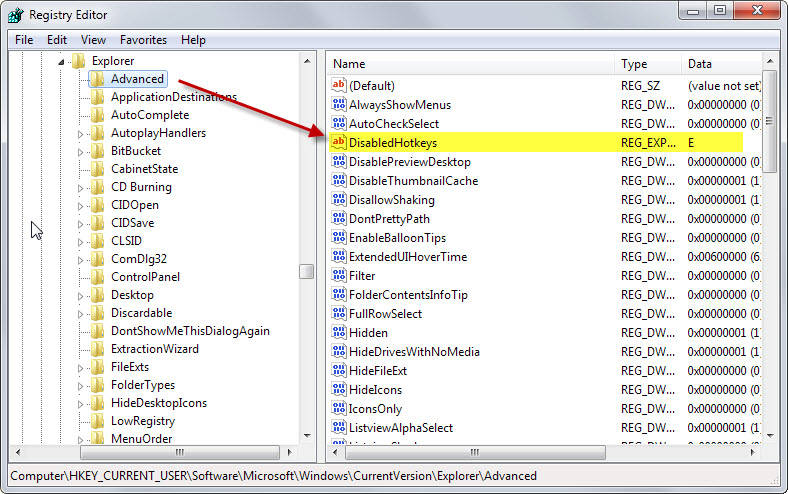 Registry Editor
File Edit View Favorites Help
Explorer
Advanced
ApplicationDestinations
AutoComplete
AutoplayHandlers
BitBucket
CabinetState
CD Burning
CIDOpen
CIDSave
CLSID
ComDlg32
ControlPanel
Desktop
Discardable
DontShowMeThisDialogAgain
ExtractionWizard
FileExts
FolderTypes
HideDesktopIcons
LowRegistry
MenuOrder
Name Type Data
(Default) REG_SZ (value not set)
AlwaysShowMenus REG_DW... 0x00000000 (0)
AutoCheckSelect REG_DW... 0x00000000 (0)
DisabledHotkeys REG_EXP... E
DisablePreviewDesktop REG_DW... 0x00000000 (0)
DisableThumbnailCache REG_DW... 0x00000001 (1)
DisallowShaking REG_DW... 0x00000001 (1)
DontPrettyPath REG_DW... 0x00000000 (0)
EnableBalloonTips REG_DW... 0x00000000 (0)
ExtendedUIHoverTime REG_DW... 0x00600000 (6.
Filter REG_DW... 0x00000000 (0)
FolderContentsInfoTip REG_DW... 0x00000000 (0)
FullRowSelect REG_DW... 0x00000000 (0)
Hidden REG_DW... 0x00000001 (1)
HideDrivesWithNoMedia REG_DW... 0x00000001 (1)
HideFileExt REG_DW... 0x00000000 (0)
HideIcons REG_DW... 0x00000000 (0)
IconsOnly REG_DW... 0x00000000 (0)
ListviewAlphaSelect REG_DW... 0x00000001 (1)
Computer\HKEY_CURRENT_USER\Software\Microsoft\Windows\CurrentVersion\Explorer\Advanced